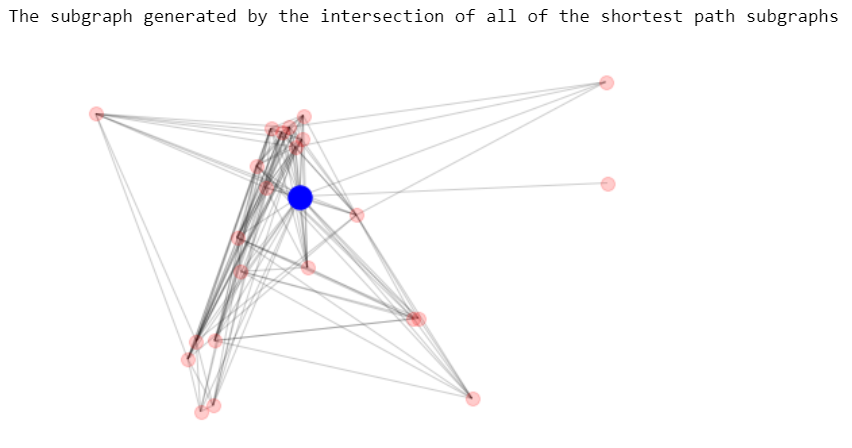 The subgraph generated by the intersection of all of the shortest path subgraphs